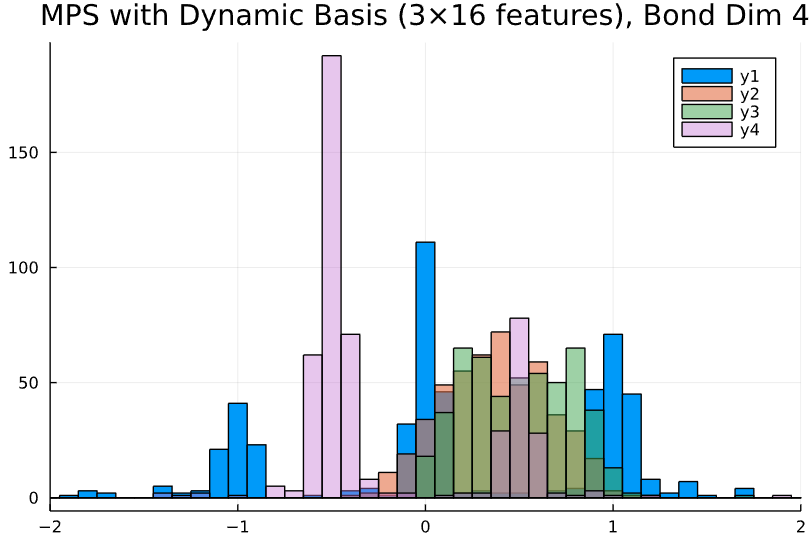 MPS with Dynamic Basis (3×16 features), Bond Dim 4
y1
y2
y3
y4
150
100
50
0
−2
−1
0
1
2